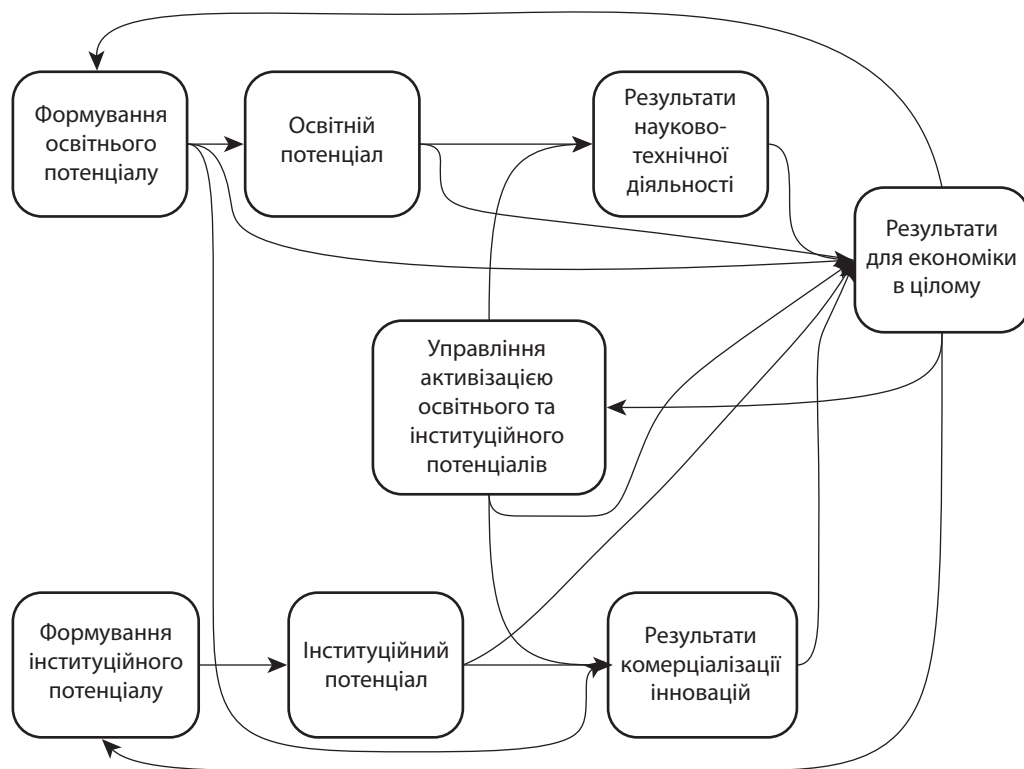 Формування
освітнього
потенціалу
Освітній
потенціал
Результати
науково-
технічної
діяльності
Результати
для економіки
в цілому
Управління
активізацією
освітнього та
інституційного
потенціалів
Формування
інституційного
потенціалу
Інституційний
потенціал
Результати
комерціалізації
інновацій